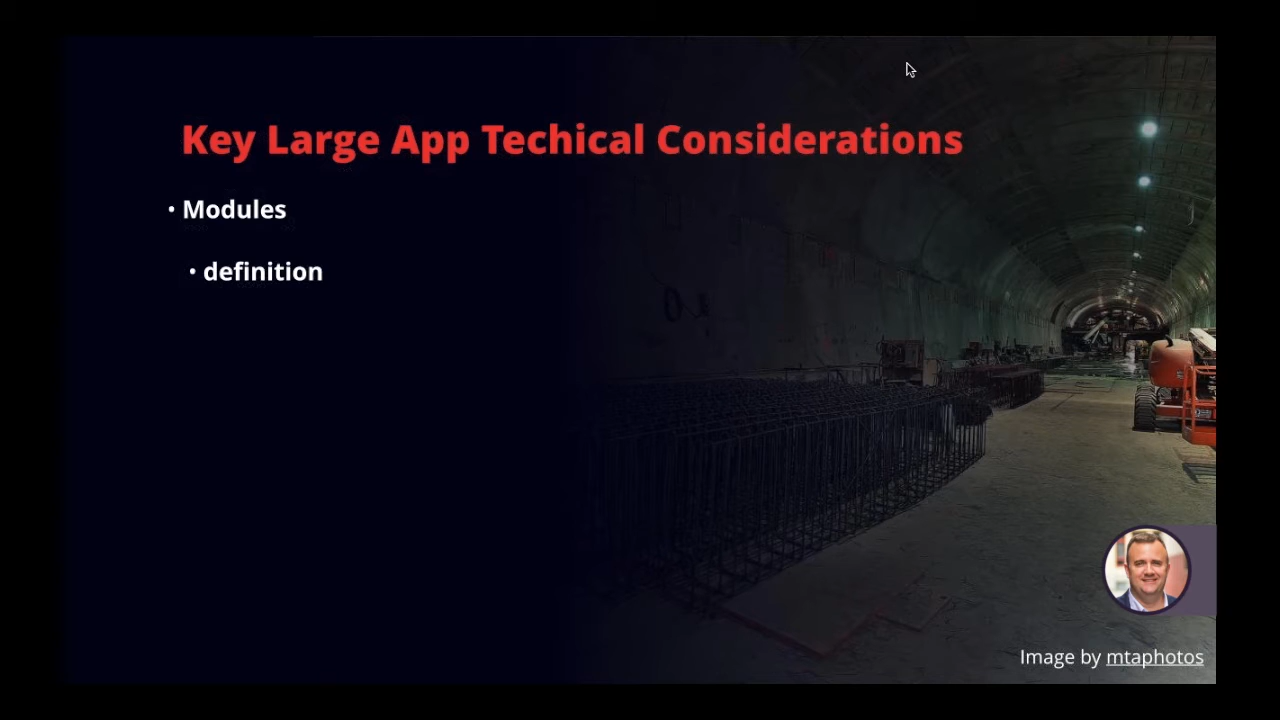 Key Large App Techical Considerations
• Modules
• definition
Image by mtaphotos